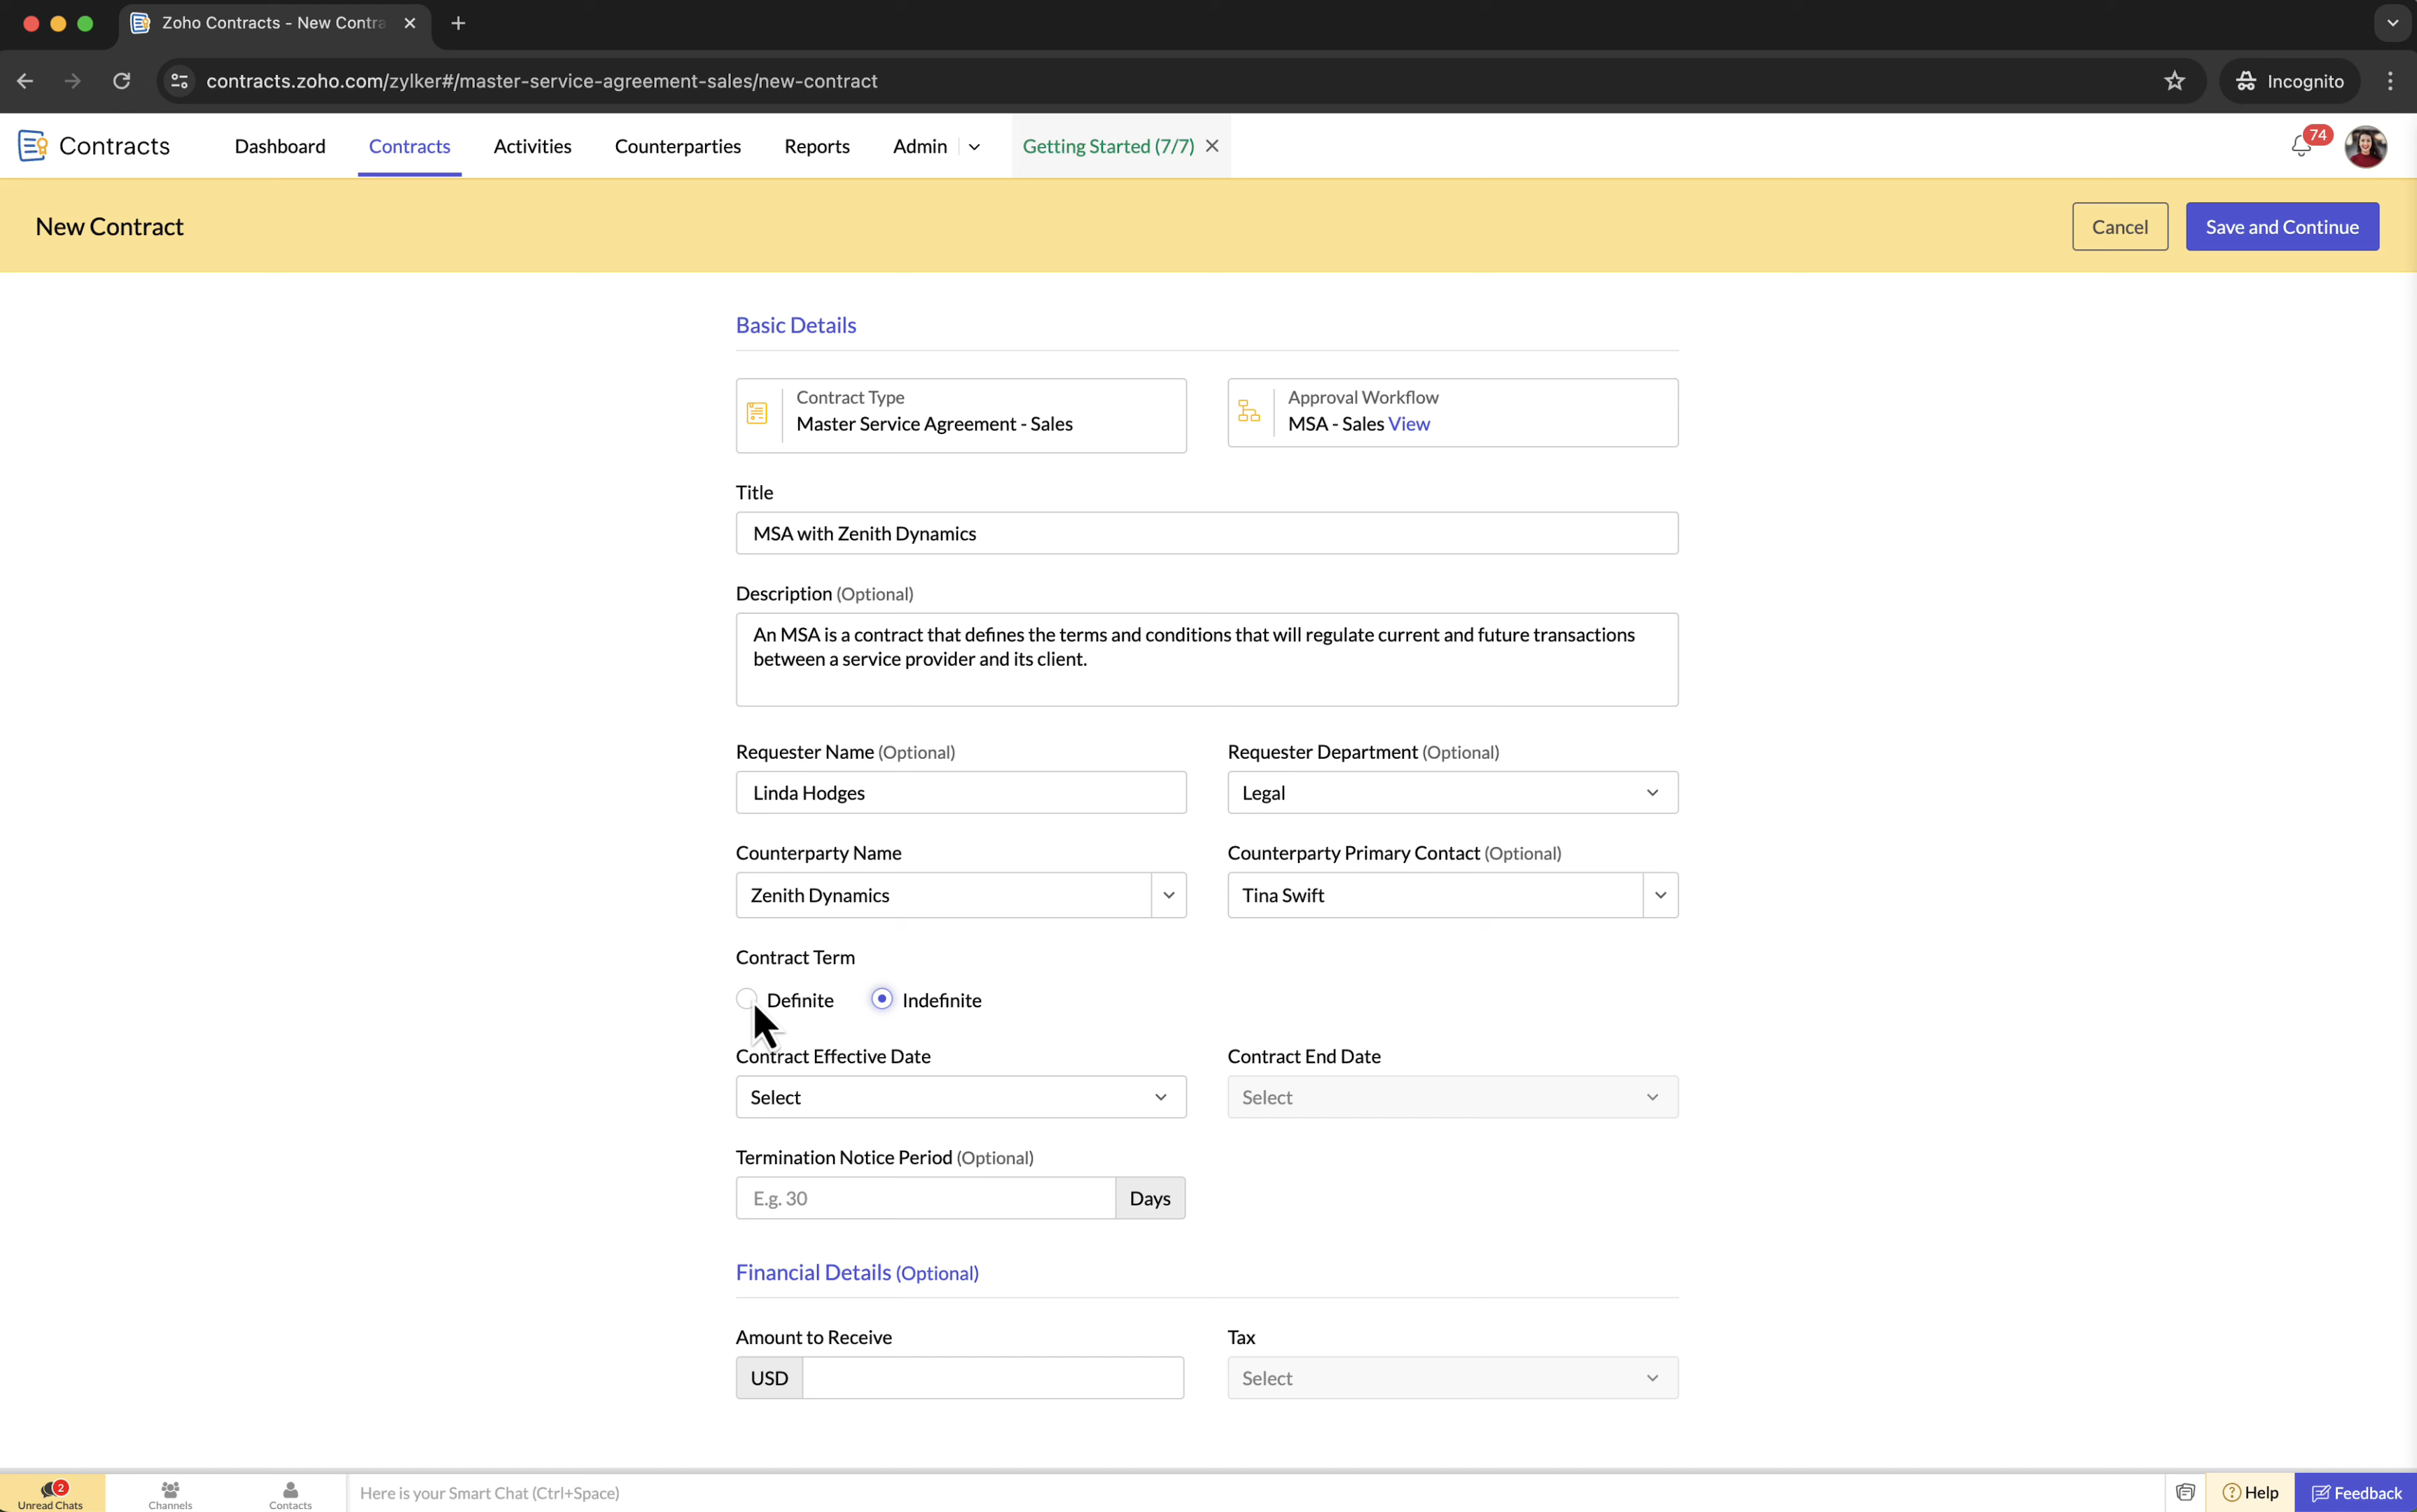 Zoho Contracts - New Contra
contracts.zoho.com/zylker#/master-service-agreement-sales/new-contract
Incognito
Contracts
Dashboard
Contracts
Activities
Counterparties
Reports
Admin
Getting Started (7/7)
74
New Contract
Cancel
Save and Continue
Basic Details
Contract Type
Master Service Agreement - Sales
Approval Workflow
MSA - Sales View
Title
MSA with Zenith Dynamics
Description (Optional)
An MSA is a contract that defines the terms and conditions that will regulate current and future transactions
between a service provider and its client.
Requester Name (Optional)
Requester Department (Optional)
Linda Hodges
Legal
Counterparty Name
Counterparty Primary Contact (Optional)
Zenith Dynamics
Tina Swift
Contract Term
Definite
Indefinite
Contract Effective Date
Contract End Date
Select
Select
Termination Notice Period (Optional)
E.g. 30
Days
Financial Details (Optional)
Amount to Receive
Tax
USD
Select
2
Unread Chats
Channels
Contacts
Here is your Smart Chat (Ctrl+Space)
? Help
Feedback